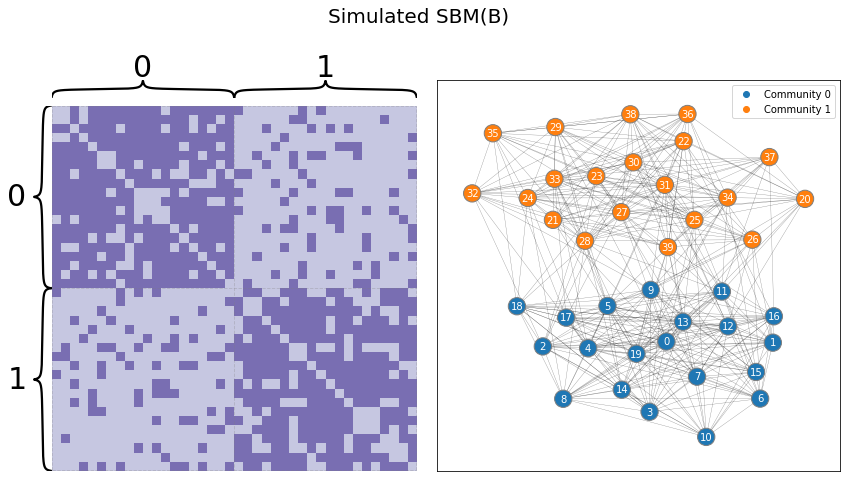 Simulated SBM(B)
0 1
0
1
Community 0
Community 1
38 36
35 29 22
37
30
33 23 31
32 24 34 20
21 27 25
28 39 26
9 11
18 5
17 13 12 16
2 4 19 0 1
7 15
8 14 6
3
10